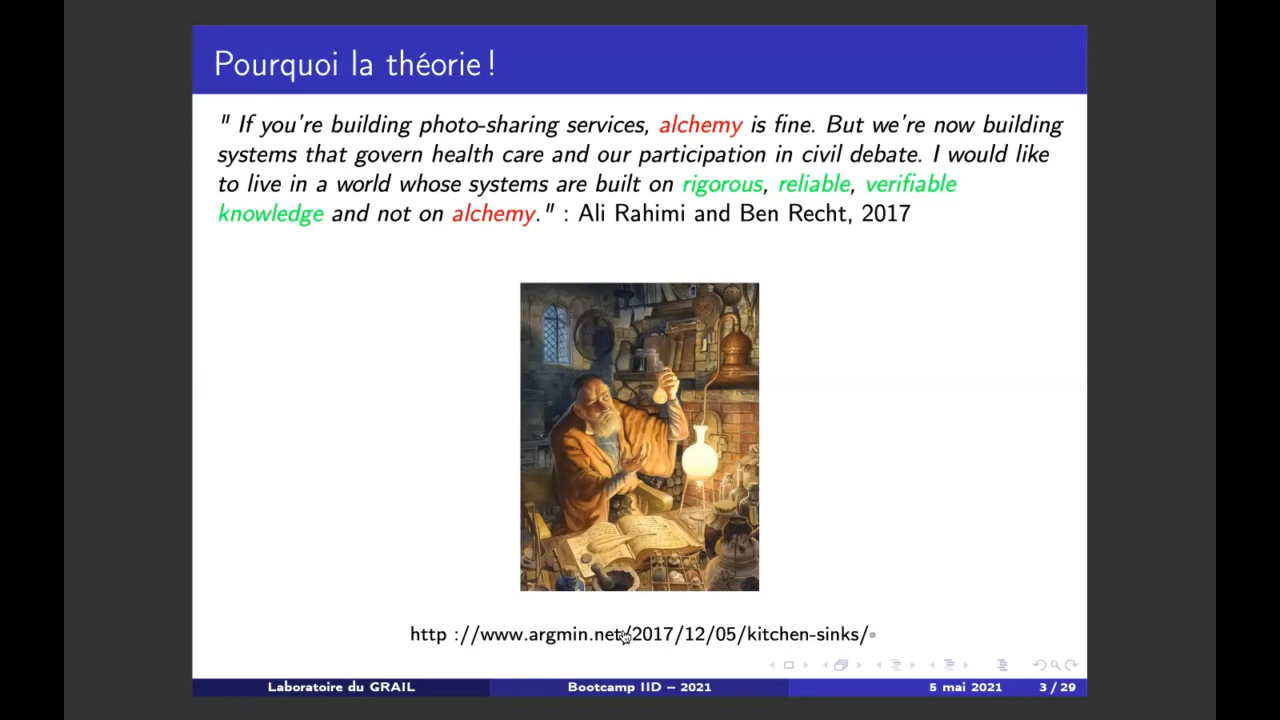 Pourquoi la théorie !
" If you're building photo-sharing services, alchemy is fine. But we're now building
systems that govern health care and our participation in civil debate. I would like
to live in a world whose systems are built on rigorous, reliable, verifiable
knowledge and not on alchemy." : Ali Rahimi and Ben Recht, 2017
http ://www.argmin.net/2017/12/05/kitchen-sinks/
Laboratoire du GRAIL Bootcamp IID – 2021 5 mai 2021 3 / 29